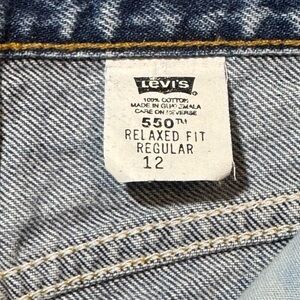 LEVI'S
®
100% COTTON
MADE IN GUATEMALA
CARE ON REVERSE
550™
RELAXED FIT
REGULAR
12